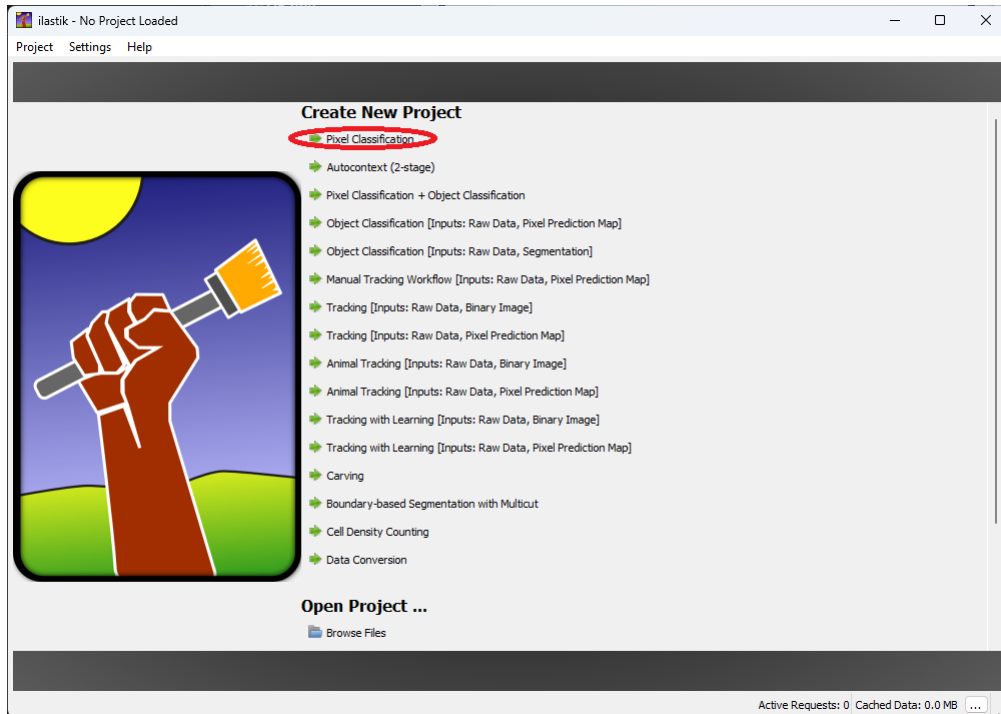 ilastik - No Project Loaded
Project Settings Help
Create New Project
Pixel Classification
Autocontext (2-stage)
Pixel Classification + Object Classification
Object Classification [Inputs: Raw Data, Pixel Prediction Map]
Object Classification [Inputs: Raw Data, Segmentation]
Manual Tracking Workflow [Inputs: Raw Data, Pixel Prediction Map]
Tracking [Inputs: Raw Data, Binary Image]
Tracking [Inputs: Raw Data, Pixel Prediction Map]
Animal Tracking [Inputs: Raw Data, Binary Image]
Animal Tracking [Inputs: Raw Data, Pixel Prediction Map]
Tracking with Learning [Inputs: Raw Data, Binary Image]
Tracking with Learning [Inputs: Raw Data, Pixel Prediction Map]
Carving
Boundary-based Segmentation with Multicut
Cell Density Counting
Data Conversion
Open Project ...
Browse Files
Active Requests: 0 Cached Data: 0.0 MB ...